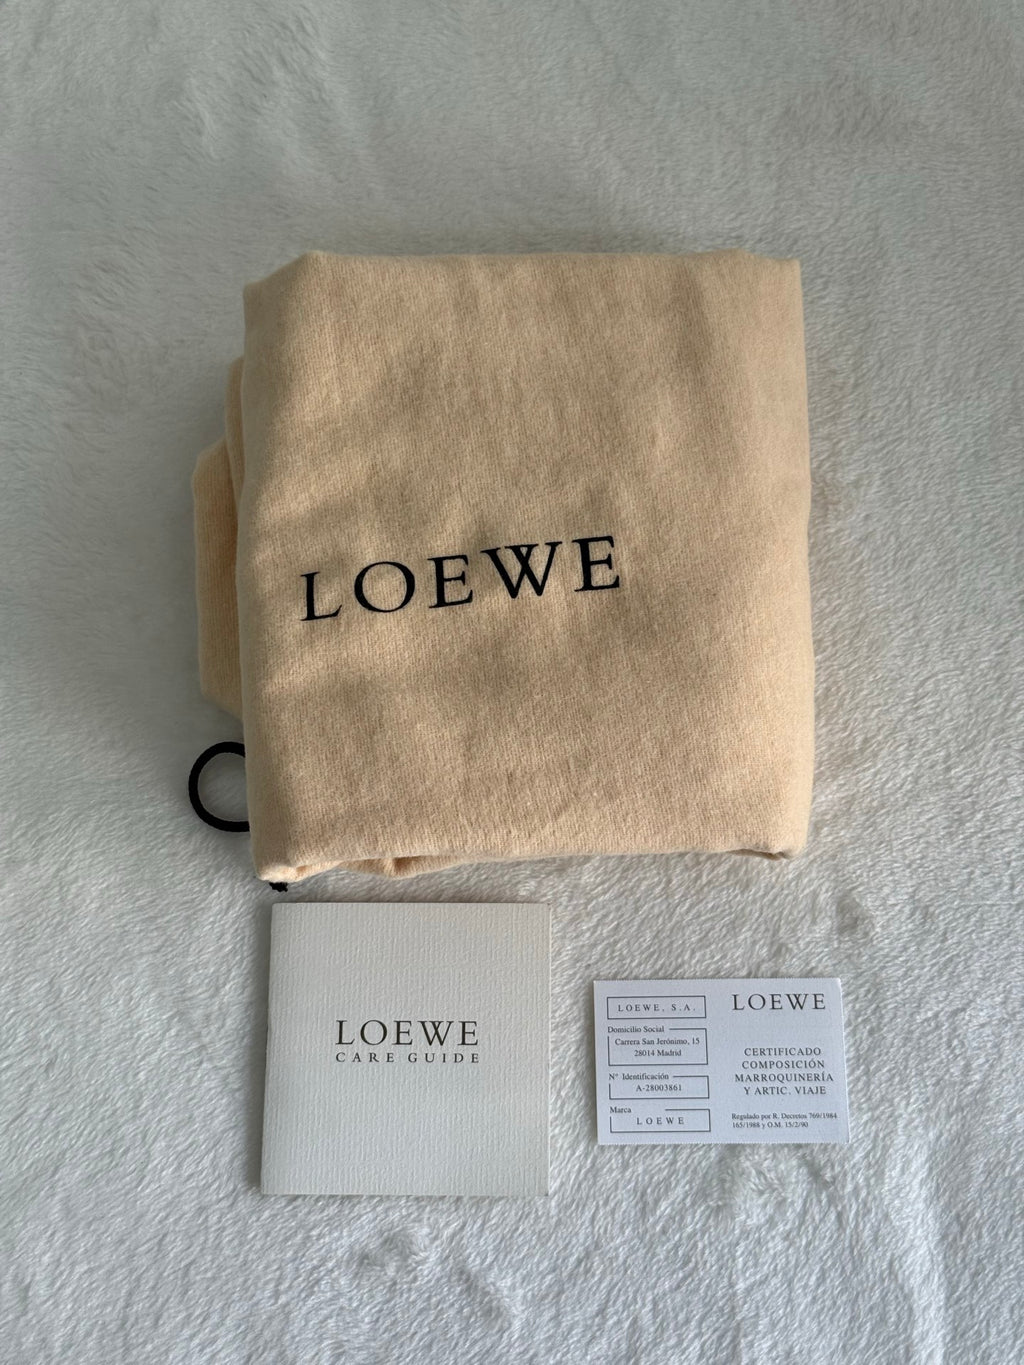 LOEWE
LOEWE
CARE GUIDE
LOEWE, S.A.
Domicilio Social
Carrera San Jerónimo, 15
28014 Madrid
Nº Identificación
A-28003861
Marca
LOEWE
LOEWE
CERTIFICADO
COMPOSICIÓN
MARROQUINERÍA
Y ARTIC. VIAJE
Regulado por R. Decretos 769/1984
165/1988 y O.M. 15/2/90